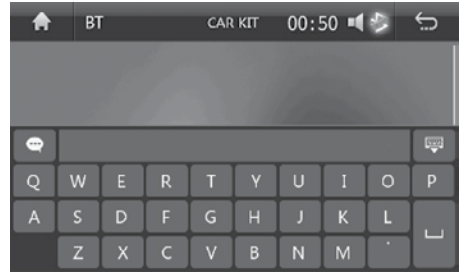 BT CAR KIT 00:50
Q W E R T Y U I O P
A S D F G H J K L
Z X C V B N M